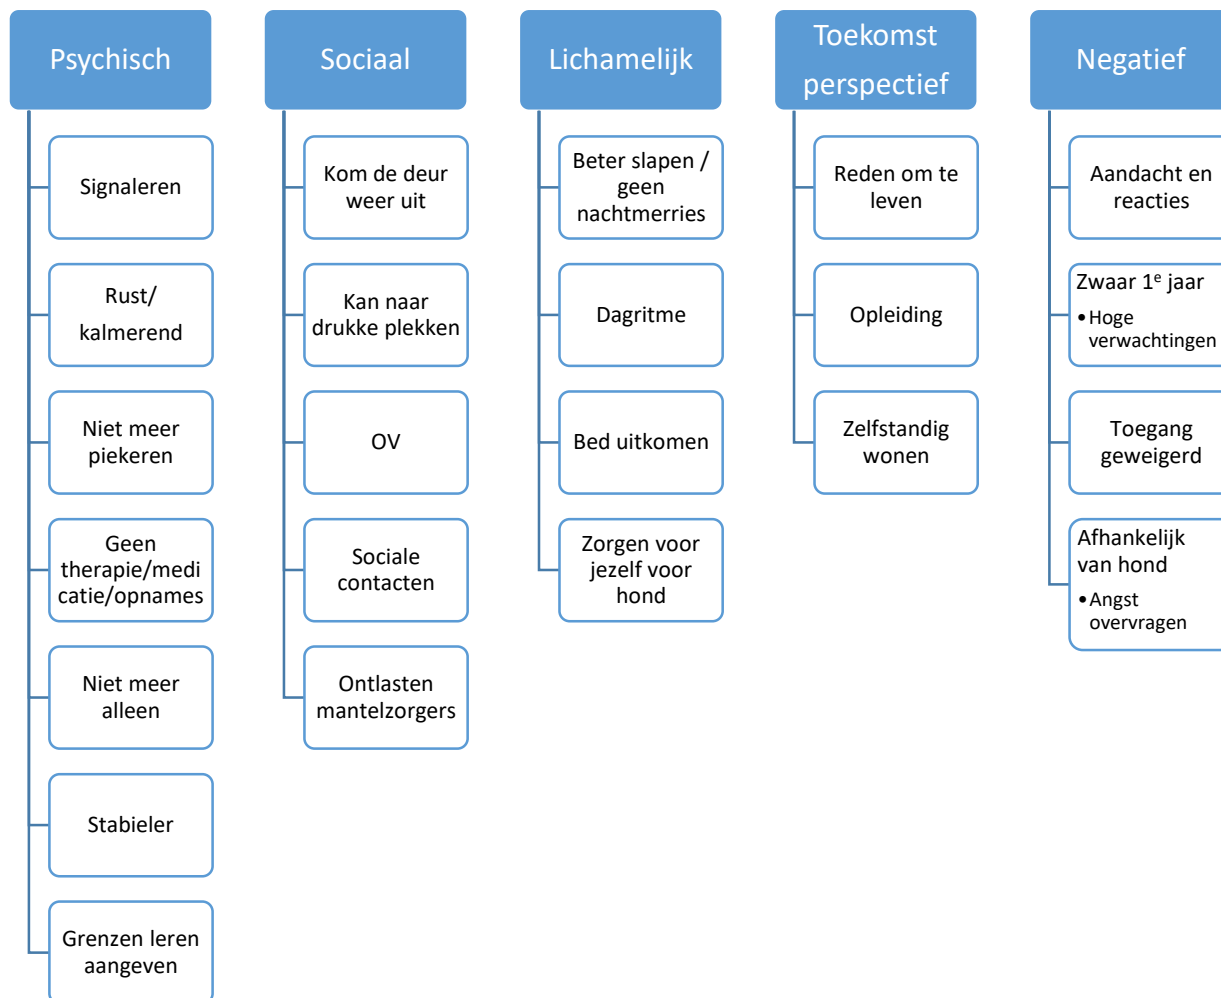 Psychisch
Signaleren
Rust/
kalmerend
Niet meer
piekeren
Geen
therapie/medi
catie/opnames
Niet meer
alleen
Stabieler
Grenzen leren
aangeven
Sociaal
Kom de deur
weer uit
Kan naar
drukke plekken
OV
Sociale
contacten
Ontlasten
mantelzorgers
Lichamelijk
Beter slapen /
geen
nachtmerries
Dagritme
Bed uitkomen
Zorgen voor
jezelf voor
hond
Toekomst
perspectief
Reden om te
leven
Opleiding
Zelfstandig
wonen
Negatief
Aandacht en
reacties
Zwaar 1e jaar
•Hoge
verwachtingen
Toegang
geweigerd
Afhankelijk
van hond
•Angst
overvragen